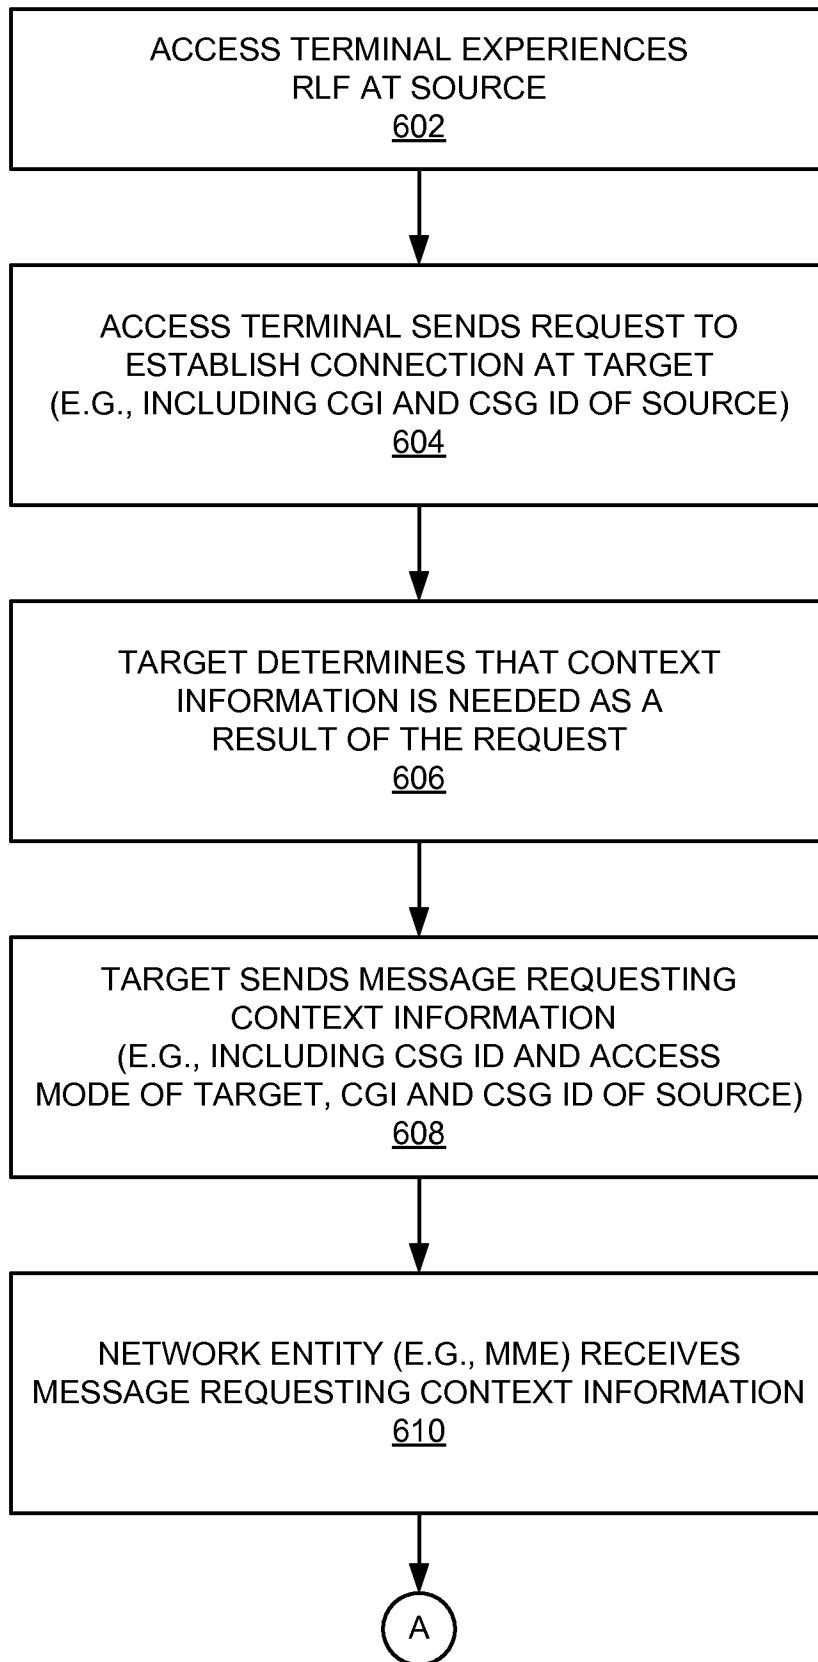 ACCESS TERMINAL EXPERIENCES
RLF AT SOURCE
602
ACCESS TERMINAL SENDS REQUEST TO
ESTABLISH CONNECTION AT TARGET
(E.G., INCLUDING CGI AND CSG ID OF SOURCE)
604
TARGET DETERMINES THAT CONTEXT
INFORMATION IS NEEDED AS A
RESULT OF THE REQUEST
606
TARGET SENDS MESSAGE REQUESTING
CONTEXT INFORMATION
(E.G., INCLUDING CSG ID AND ACCESS
MODE OF TARGET, CGI AND CSG ID OF SOURCE)
608
NETWORK ENTITY (E.G., MME) RECEIVES
MESSAGE REQUESTING CONTEXT INFORMATION
610
A